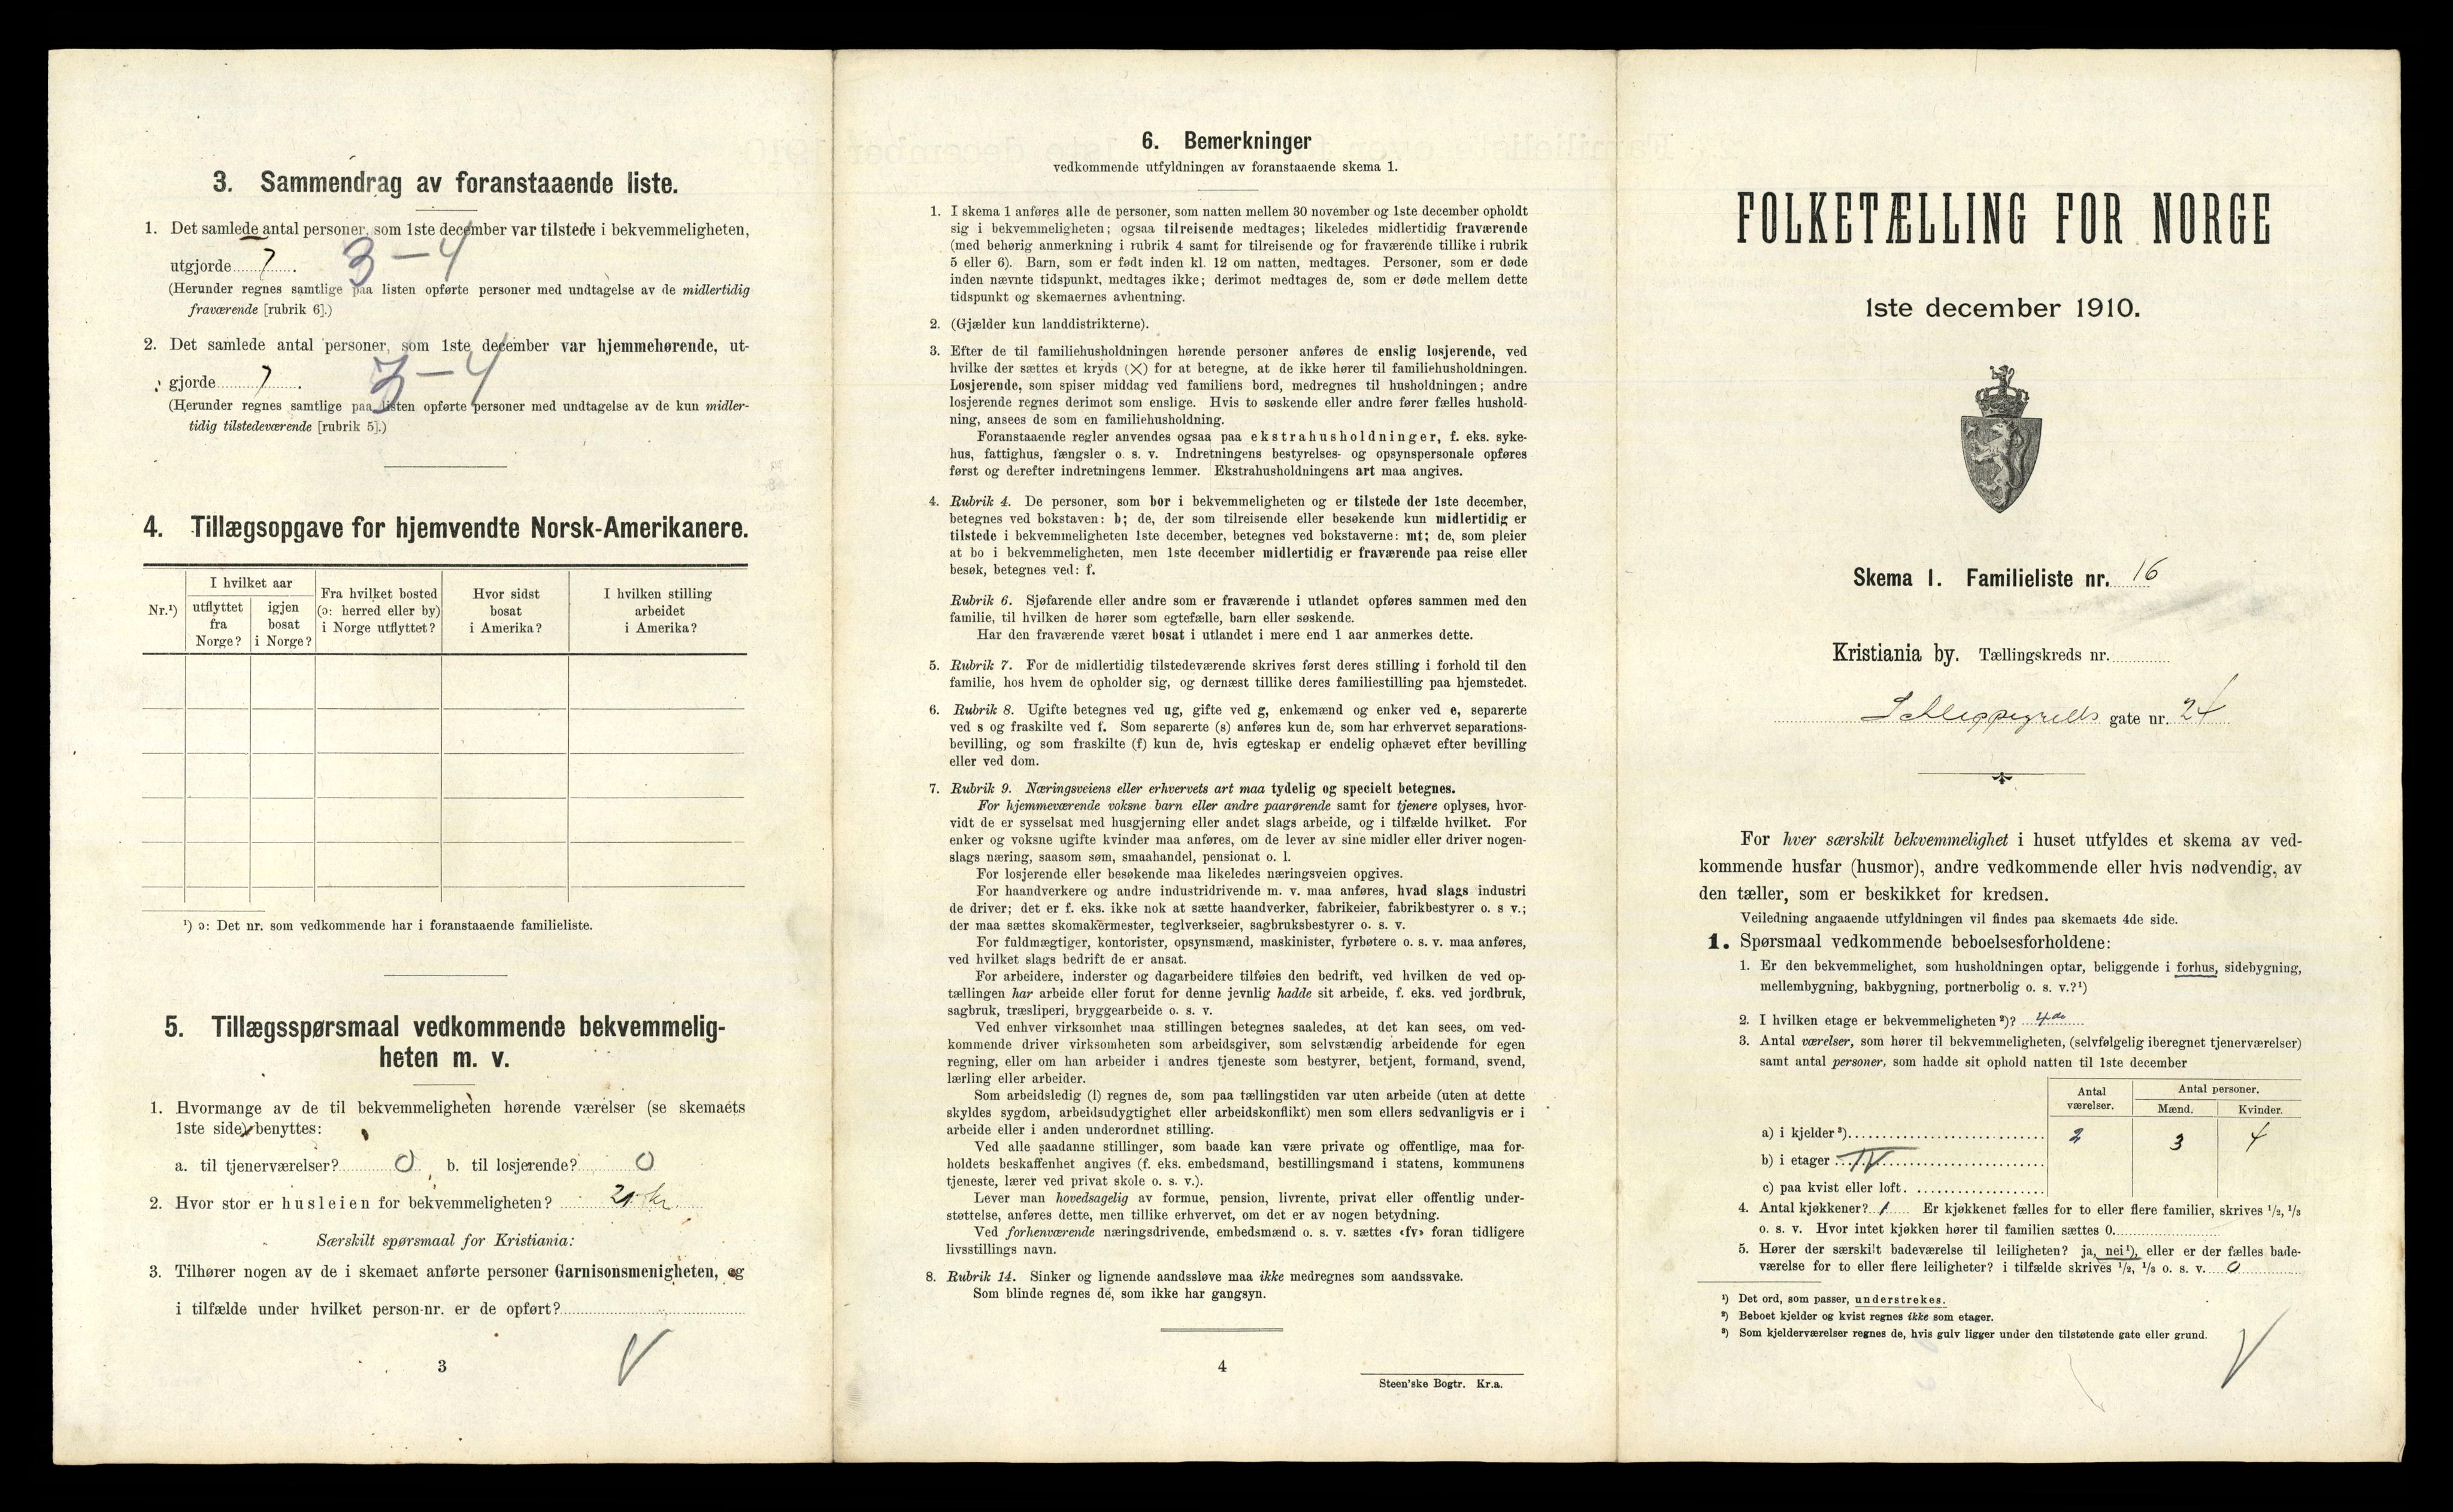 3. Sammendrag av foranstaaende liste.
1. Det samlede antal personer, som 1ste december var tilstede i bekvemmeligheten,
utgjorde 7. 3 – 4
(Herunder regnes samtlige paa listen opførte personer med undtagelse av de midlertidig
fraværende [rubrik 6].)
2. Det samlede antal personer, som 1ste december var hjemmehørende, ut-
gjorde 7. 3 – 4
(Herunder regnes samtlige paa listen opførte personer med undtagelse av de kun midler-
tidig tilstedeværende [rubrik 5].)
4. Tillægsopgave for hjemvendte Norsk-Amerikanere.
Nr.¹)
I hvilket aar
utflyttet
fra
Norge?
igjen
bosat
i Norge?
Fra hvilket bosted
(ɔ: herred eller by)
i Norge utflyttet?
Hvor sidst
bosat
i Amerika?
I hvilken stilling
arbeidet
i Amerika?
¹) ɔ: Det nr. som vedkommende har i foranstaaende familieliste.
5. Tillægsspørsmaal vedkommende bekvemmelig-
heten m. v.
1. Hvormange av de til bekvemmeligheten hørende værelser (se skemaets
1ste side) benyttes:
a. til tjenerværelser? 0 b. til losjerende? 0
2. Hvor stor er husleien for bekvemmeligheten? kr.
Særskilt spørsmaal for Kristiania:
3. Tilhører nogen av de i skemaet anførte personer Garnisonsmenigheten, og
i tilfælde under hvilket person-nr. er de opført?
3
6. Bemerkninger
vedkommende utfyldningen av foranstaaende skema 1.
1. I skema 1 anføres alle de personer, som natten mellem 30 november og 1ste december opholdt
sig i bekvemmeligheten; ogsaa tilreisende medtages; likeledes midlertidig fraværende
(med behørig anmerkning i rubrik 4 samt for tilreisende og for fraværende tillike i rubrik
5 eller 6). Barn, som er født inden kl. 12 om natten, medtages. Personer, som er døde
inden nævnte tidspunkt, medtages ikke; derimot medtages de, som er døde mellem dette
tidspunkt og skemaernes avhentning.
2. (Gjælder kun landdistrikterne).
3. Efter de til familiehusholdningen hørende personer anføres de enslig losjerende, ved
hvilke der sættes et kryds (×) for at betegne, at de ikke hører til familiehusholdningen.
Losjerende, som spiser middag ved familiens bord, medregnes til husholdningen; andre
losjerende regnes derimot som enslige. Hvis to søskende eller andre fører fælles hushold-
ning, ansees de som en familiehusholdning.
Foranstaaende regler anvendes ogsaa paa ekstrahusholdninger, f. eks. syke-
hus, fattighus, fængsler o. s. v. Indretningens bestyrelses- og opsynspersonale opføres
først og derefter indretningens lemmer. Ekstrahusholdningens art maa angives.
4. Rubrik 4. De personer, som bor i bekvemmeligheten og er tilstede der 1ste december,
betegnes ved bokstaven: b; de, der som tilreisende eller besøkende kun midlertidig er
tilstede i bekvemmeligheten 1ste december, betegnes ved bokstaverne: mt; de, som pleier
at bo i bekvemmeligheten, men 1ste december midlertidig er fraværende paa reise eller
besøk, betegnes ved: f.
Rubrik 6. Sjøfarende eller andre som er fraværende i utlandet opføres sammen med den
familie, til hvilken de hører som egtefælle, barn eller søskende.
Har den fraværende været bosat i utlandet i mere end 1 aar anmerkes dette.
5. Rubrik 7. For de midlertidig tilstedeværende skrives først deres stilling i forhold til den
familie, hos hvem de opholder sig, og dernæst tillike deres familiestilling paa hjemstedet.
6. Rubrik 8. Ugifte betegnes ved ug, gifte ved g, enkemænd og enker ved e, separerte
ved s og fraskilte ved f. Som separerte (s) anføres kun de, som har erhvervet separations-
bevilling, og som fraskilte (f) kun de, hvis egteskap er endelig ophævet efter bevilling
eller ved dom.
7. Rubrik 9. Næringsveiens eller erhvervets art maa tydelig og specielt betegnes.
For hjemmeværende voksne barn eller andre paarørende samt for tjenere oplyses, hvor-
vidt de er sysselsat med husgjerning eller andet slags arbeide, og i tilfælde hvilket. For
enker og voksne ugifte kvinder maa anføres, om de lever av sine midler eller driver nogen-
slags næring, saasom søm, smaahandel, pensionat o. l.
For losjerende eller besøkende maa likeledes næringsveien opgives.
For haandverkere og andre industridrivende m. v. maa anføres, hvad slags industri
de driver; det er f. eks. ikke nok at sætte haandverker, fabrikeier, fabrikbestyrer o. s v.;
der maa sættes skomakermester, teglverkseier, sagbruksbestyrer o. s. v.
For fuldmægtiger, kontorister, opsynsmænd, maskinister, fyrbøtere o. s. v. maa anføres,
ved hvilket slags bedrift de er ansat.
For arbeidere, inderster og dagarbeidere tilføies den bedrift, ved hvilken de ved op-
tællingen har arbeide eller forut for denne jevnlig hadde sit arbeide, f. eks. ved jordbruk,
sagbruk, træsliperi, bryggearbeide o. s. v.
Ved enhver virksomhet maa stillingen betegnes saaledes, at det kan sees, om ved-
kommende driver virksomheten som arbeidsgiver, som selvstændig arbeidende for egen
regning, eller om han arbeider i andres tjeneste som bestyrer, betjent, formand, svend,
lærling eller arbeider.
Som arbeidsledig (l) regnes de, som paa tællingstiden var uten arbeide (uten at dette
skyldes sygdom, arbeidsudygtighet eller arbeidskonflikt) men som ellers sedvanligvis er i
arbeide eller i anden underordnet stilling.
Ved alle saadanne stillinger, som baade kan være private og offentlige, maa for-
holdets beskaffenhet angives (f. eks. embedsmand, bestillingsmand i statens, kommunens
tjeneste, lærer ved privat skole o. s. v.).
Lever man hovedsagelig av formue, pension, livrente, privat eller offentlig under-
støttelse, anføres dette, men tillike erhvervet, om det er av nogen betydning.
Ved forhenværende næringsdrivende, embedsmænd o. s. v. sættes «fv» foran tidligere
livsstillings navn.
8. Rubrik 14. Sinker og lignende aandssløve maa ikke medregnes som aandssvake.
Som blinde regnes de, som ikke har gangsyn.
4
Steen'ske Bogtr. Kr.a.
FOLKETÆLLING FOR NORGE
1ste december 1910.
Skema 1. Familieliste nr. 16
Kristiania by. Tællingskreds nr.
Schleppegrells gate nr. 24
For hver særskilt bekvemmelighet i huset utfyldes et skema av ved-
kommende husfar (husmor), andre vedkommende eller hvis nødvendig, av
den tæller, som er beskikket for kredsen.
Veiledning angaaende utfyldningen vil findes paa skemaets 4de side.
1. Spørsmaal vedkommende beboelsesforholdene:
1. Er den bekvemmelighet, som husholdningen optar, beliggende i forhus, sidebygning,
mellembygning, bakbygning, portnerbolig o. s. v.?¹)
2. I hvilken etage er bekvemmeligheten²)? 4de
3. Antal værelser, som hører til bekvemmeligheten, (selvfølgelig iberegnet tjenerværelser)
samt antal personer, som hadde sit ophold natten til 1ste december
Antal
værelser.
Antal personer.
Mænd. Kvinder.
a) i kjelder³) 2 3 4
b) i etager IV
c) paa kvist eller loft.
4. Antal kjøkkener? 1 Er kjøkkenet fælles for to eller flere familier, skrives 1/2, 1/3
o. s. v. Hvor intet kjøkken hører til familien sættes 0.
5. Hører der særskilt badeværelse til leiligheten? ja, nei¹), eller er der fælles bade-
værelse for to eller flere leiligheter? i tilfælde skrives 1/2, 1/3 o. s. v. 0
¹) Det ord, som passer, understrekes.
²) Beboet kjelder og kvist regnes ikke som etager.
³) Som kjelderværelser regnes de, hvis gulv ligger under den tilstøtende gate eller grund.